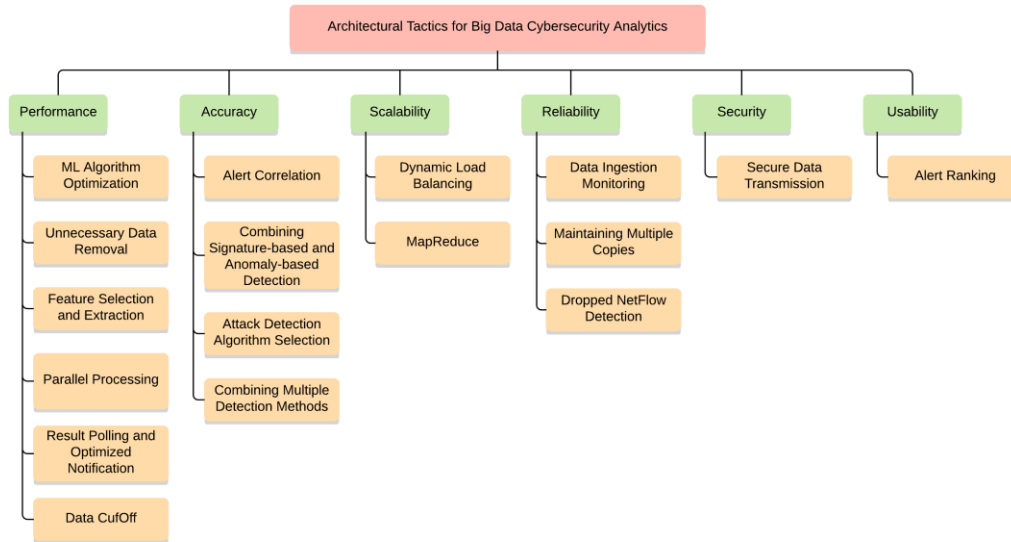 Architectural Tactics for Big Data Cybersecurity Analytics
Performance
Accuracy
Scalability
Reliability
Security
Usability
ML Algorithm
Optimization
Unnecessary Data
Removal
Feature Selection
and Extraction
Parallel Processing
Result Polling and
Optimized
Notification
Data CufOff
Alert Correlation
Combining
Signature-based and
Anomaly-based
Detection
Attack Detection
Algorithm Selection
Combining Multiple
Detection Methods
Dynamic Load
Balancing
MapReduce
Data Ingestion
Monitoring
Maintaining Multiple
Copies
Dropped NetFlow
Detection
Secure Data
Transmission
Alert Ranking